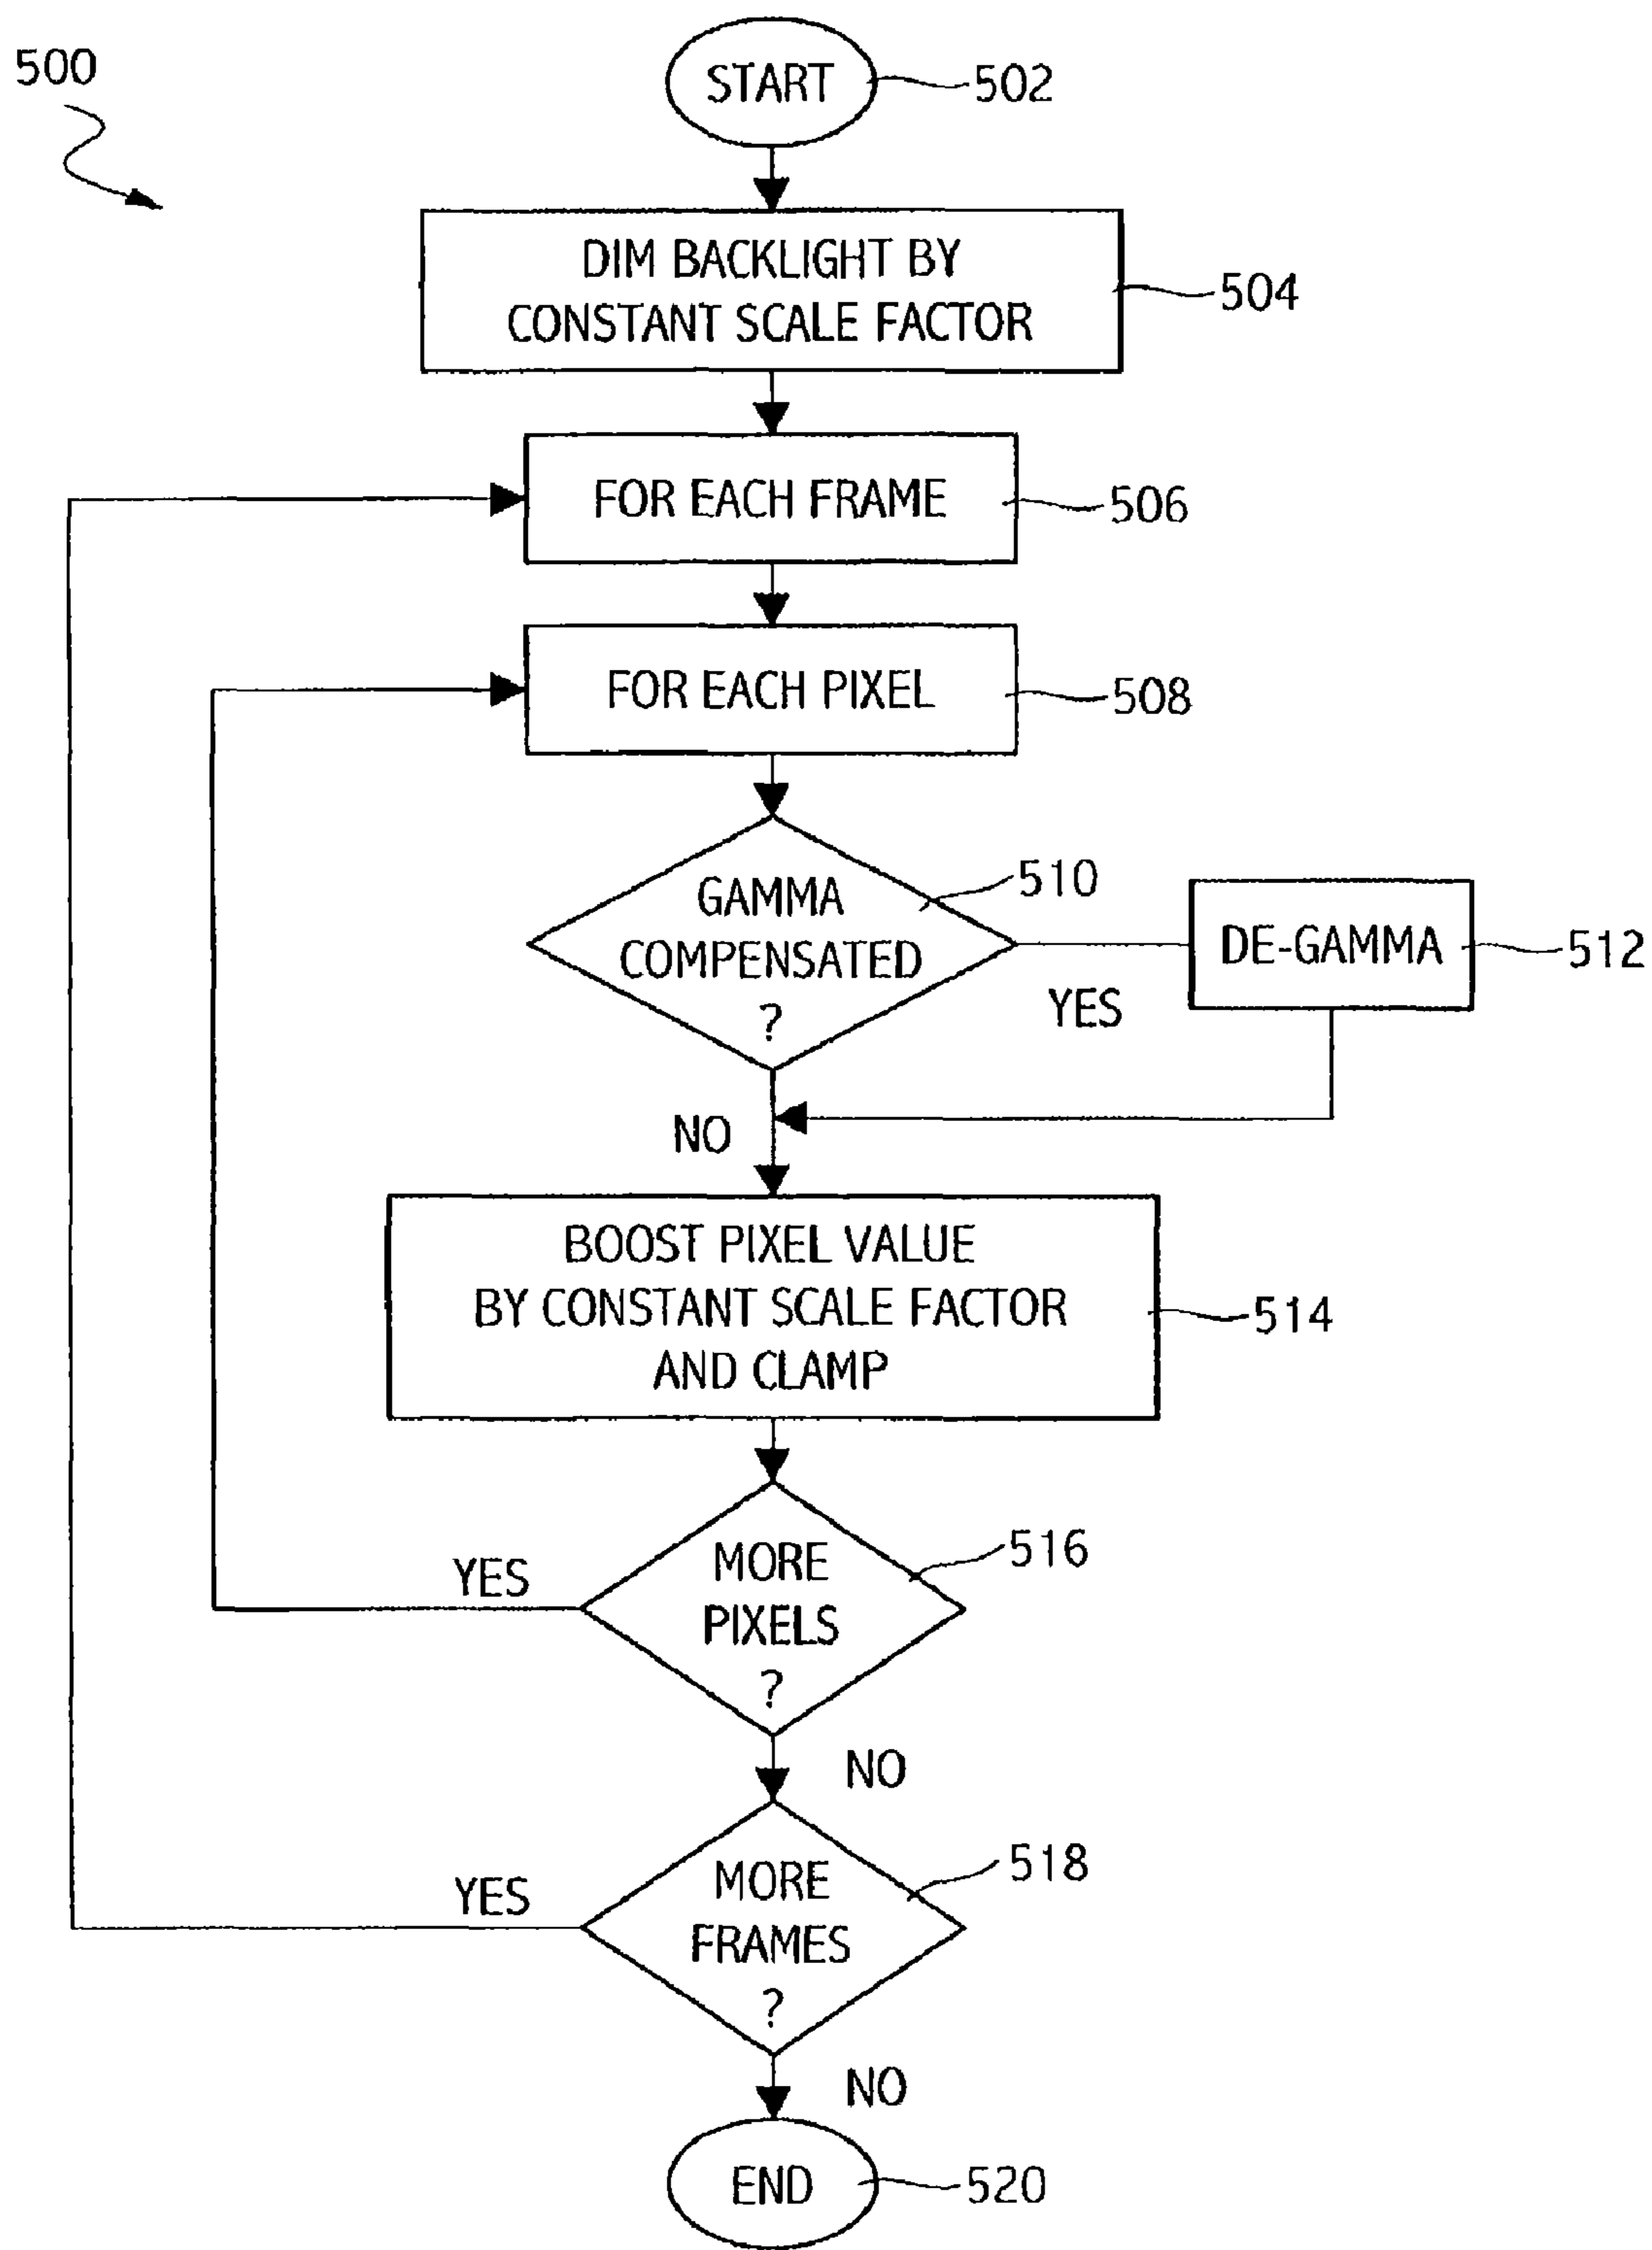 500
START
502
DIM BACKLIGHT BY
CONSTANT SCALE FACTOR
504
FOR EACH FRAME
506
FOR EACH PIXEL
508
GAMMA
COMPENSATED
?
510
YES
DE-GAMMA
512
NO
BOOST PIXEL VALUE
BY CONSTANT SCALE FACTOR
AND CLAMP
514
MORE
PIXELS
?
516
YES
NO
MORE
FRAMES
?
518
YES
NO
END
520